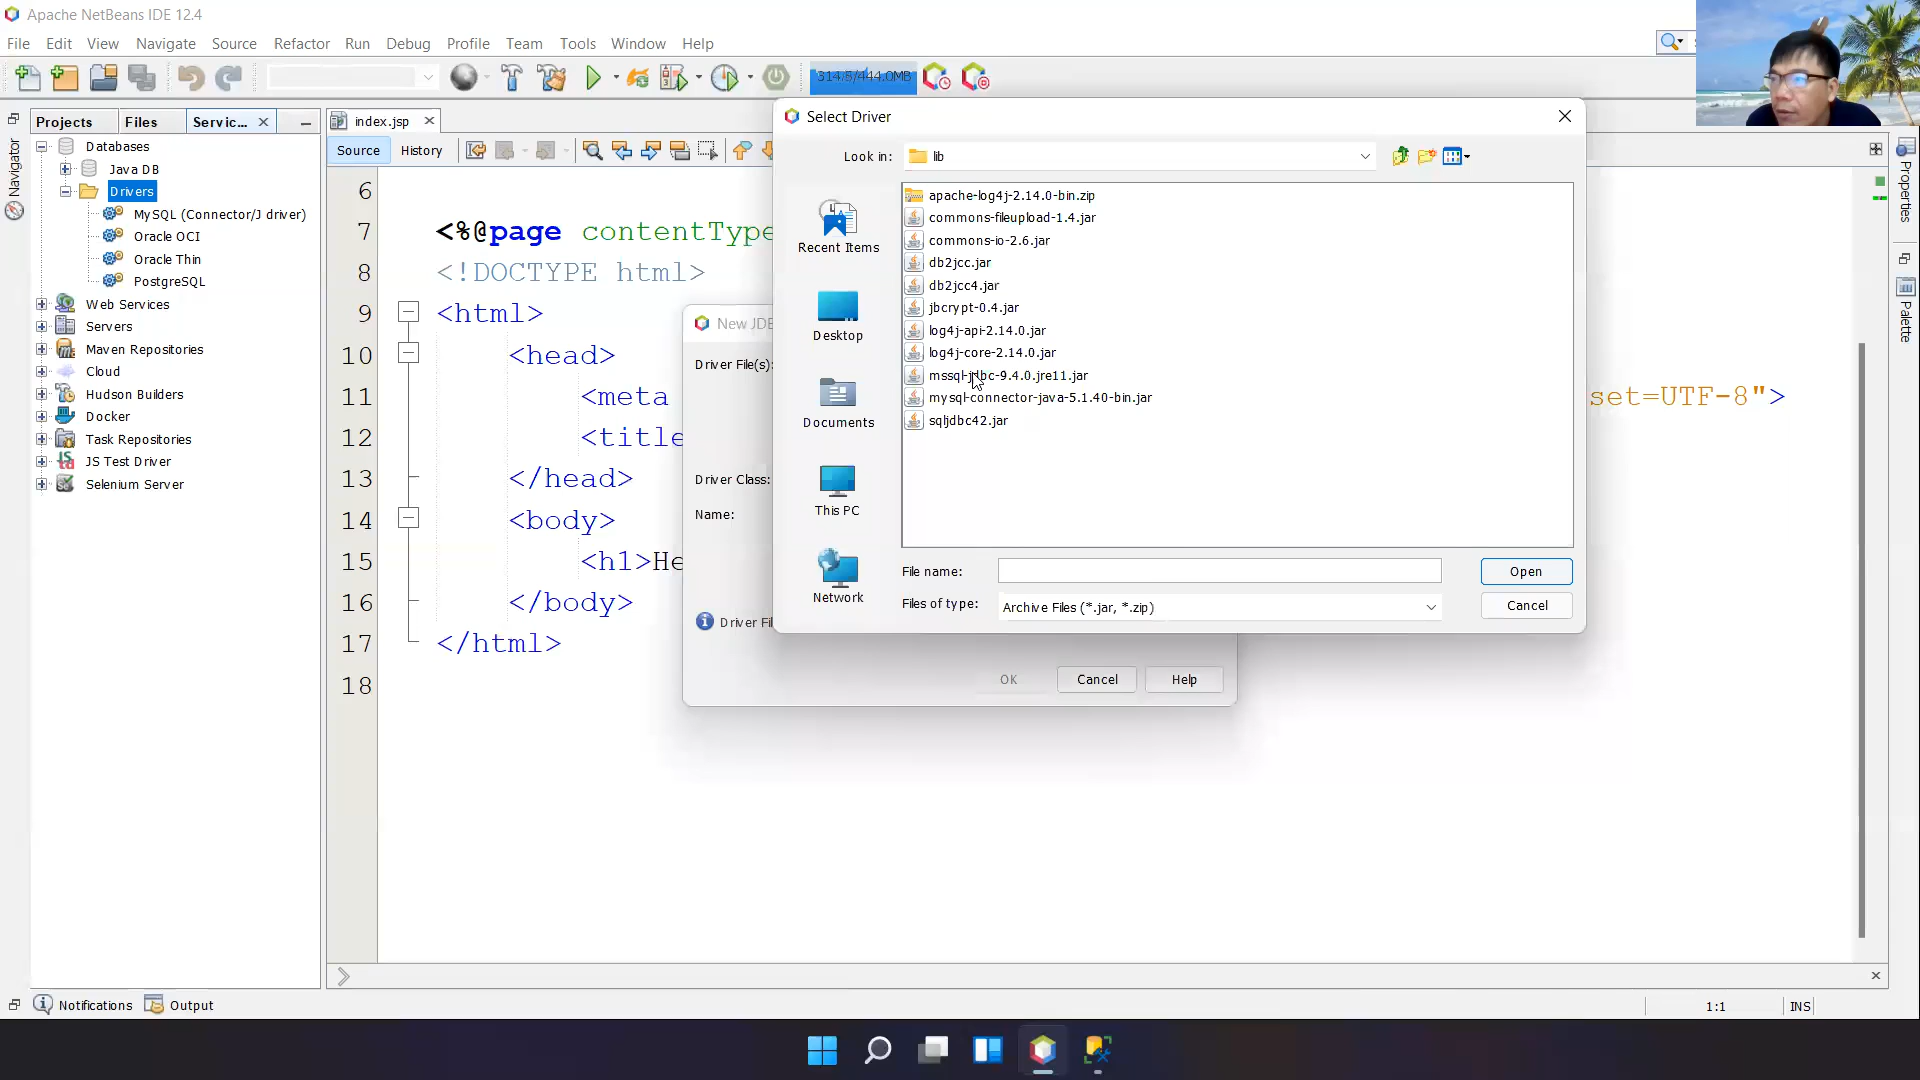 Apache NetBeans IDE 12.4
File Edit View Navigate Source Refactor Run Debug Profile Team Tools Window Help
314.5/444.0MB
Projects Files Servic...
index.jsp
Source History
Navigator
Databases
Java DB
Drivers
MySQL (Connector/J driver)
Oracle OCI
Oracle Thin
PostgreSQL
Web Services
Servers
Maven Repositories
Cloud
Hudson Builders
Docker
Task Repositories
JS Test Driver
Selenium Server
6
7 <%@page contentType
8 <!DOCTYPE html>
9 <html>
10 <head>
11 <meta set=UTF-8">
12 <title
13 </head>
14 <body>
15 <h1>He
16 </body>
17 </html>
18
New JDB
Driver File(s):
Driver Class:
Name:
Driver Fil
OK Cancel Help
Select Driver
Look in: lib
Recent Items
Desktop
Documents
This PC
Network
apache-log4j-2.14.0-bin.zip
commons-fileupload-1.4.jar
commons-io-2.6.jar
db2jcc.jar
db2jcc4.jar
jbcrypt-0.4.jar
log4j-api-2.14.0.jar
log4j-core-2.14.0.jar
mssql-jdbc-9.4.0.jre11.jar
mysql-connector-java-5.1.40-bin.jar
sqljdbc42.jar
File name: Open
Files of type: Archive Files (*.jar, *.zip) Cancel
Properties
Palette
Notifications Output
1:1 INS